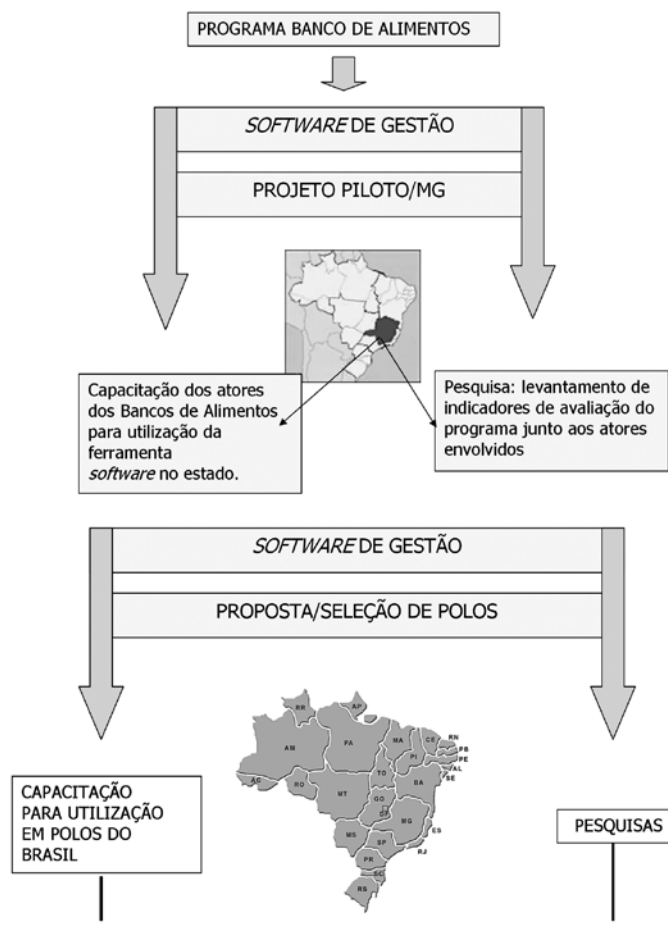 PROGRAMA BANCO DE ALIMENTOS
SOFTWARE DE GESTÃO
PROJETO PILOTO/MG
Capacitação dos atores
dos Bancos de Alimentos
para utilização da
ferramenta
software no estado.
Pesquisa: levantamento de
indicadores de avaliação do
programa junto aos atores
envolvidos
SOFTWARE DE GESTÃO
PROPOSTA/SELEÇÃO DE POLOS
RR
AP
AM
PA
MA
CE
RN
PB
PE
AL
SE
PI
AC
RO
TO
BA
MT
GO
DF
MG
ES
MS
SP
RJ
PR
SC
RS
CAPACITAÇÃO
PARA UTILIZAÇÃO
EM POLOS DO
BRASIL
PESQUISAS